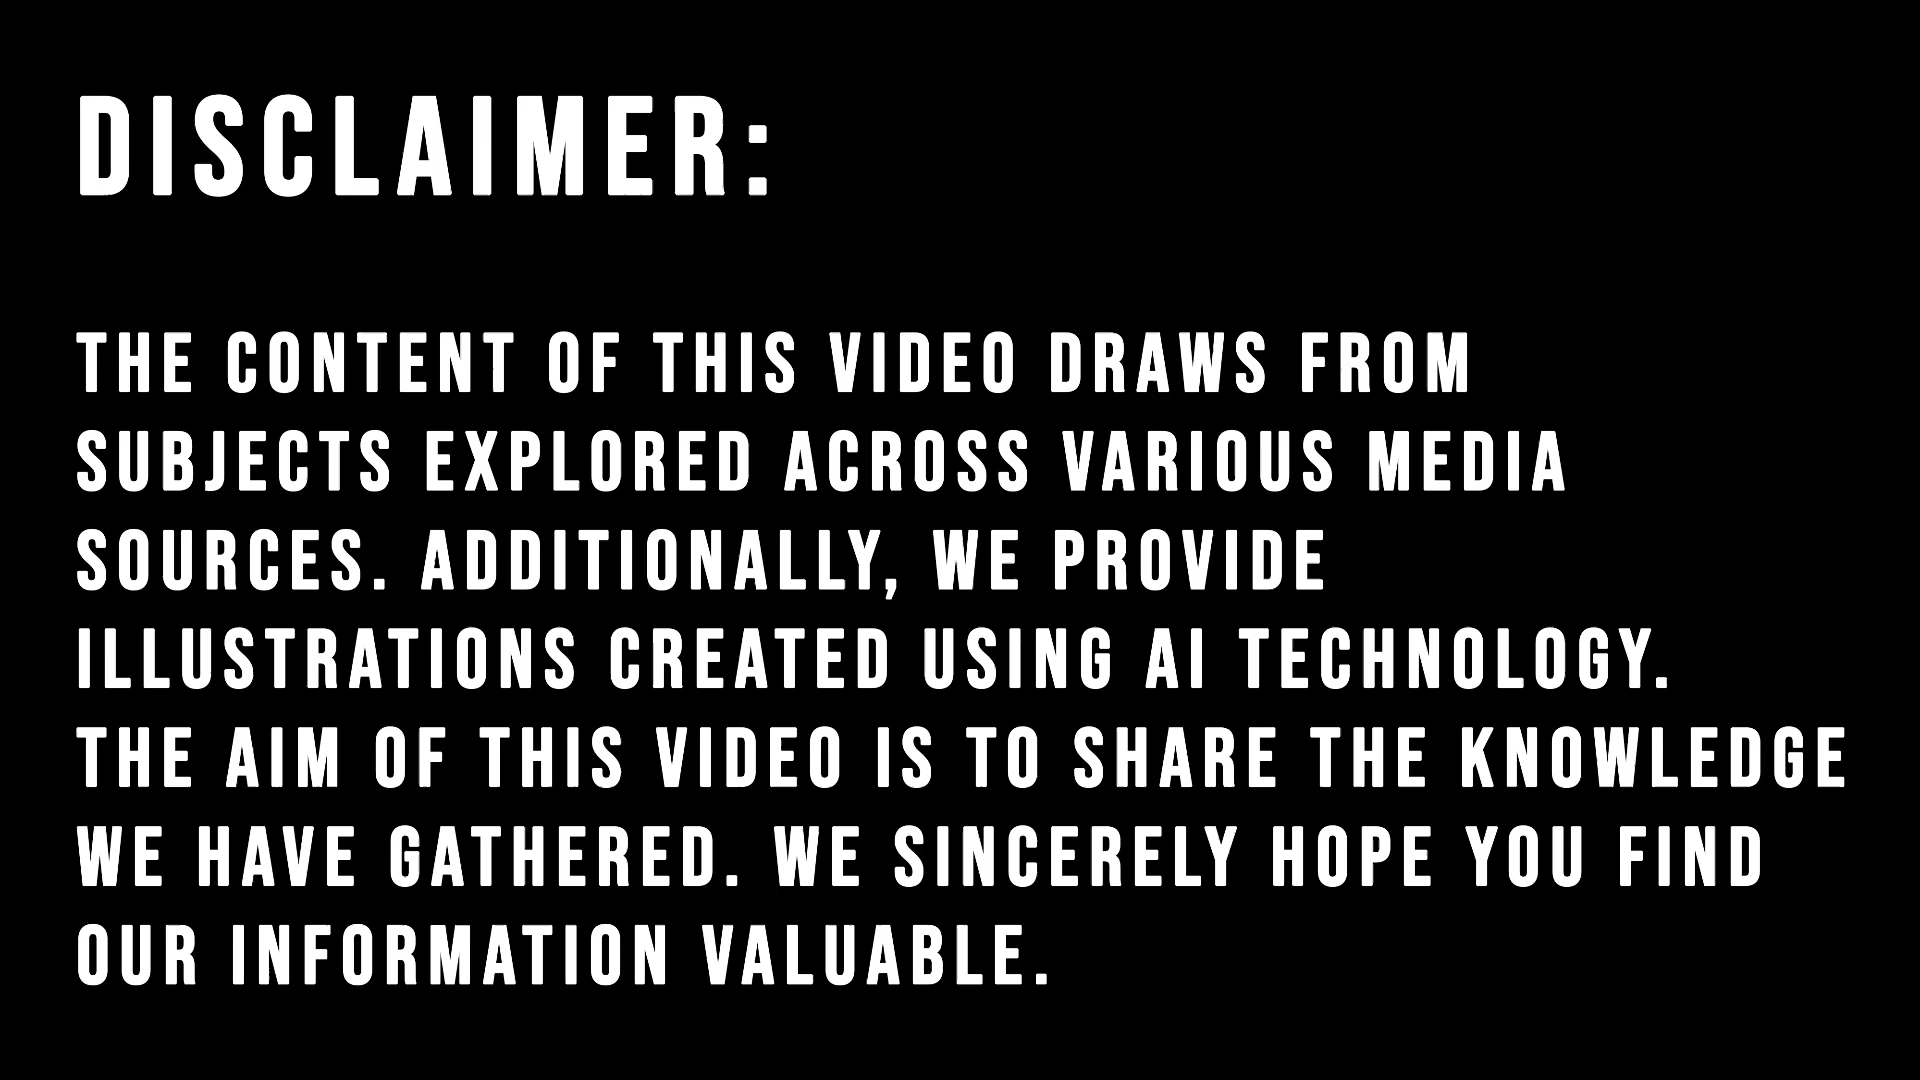 DISCLAIMER:
THE CONTENT OF THIS VIDEO DRAWS FROM
SUBJECTS EXPLORED ACROSS VARIOUS MEDIA
SOURCES. ADDITIONALLY, WE PROVIDE
ILLUSTRATIONS CREATED USING AI TECHNOLOGY.
THE AIM OF THIS VIDEO IS TO SHARE THE KNOWLEDGE
WE HAVE GATHERED. WE SINCERELY HOPE YOU FIND
OUR INFORMATION VALUABLE.